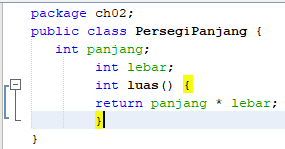 package ch02;
public class PersegiPanjang {
int panjang;
int lebar;
int luas() {
return panjang * lebar;
}
}